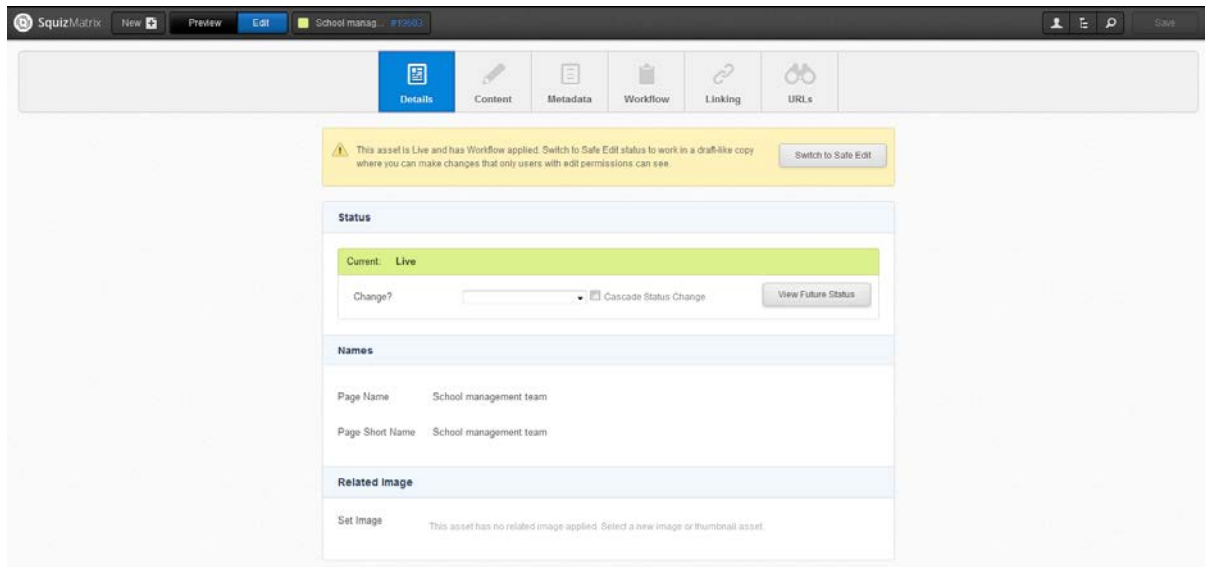 SquizMatrix New Preview Edit School manag... #19603 Save
Details Content Metadata Workflow Linking URLs
This asset is Live and has Workflow applied. Switch to Safe Edit status to work in a draft-like copy
where you can make changes that only users with edit permissions can see.
Switch to Safe Edit
Status
Current: Live
Change? Cascade Status Change View Future Status
Names
Page Name School management team
Page Short Name School management team
Related Image
Set Image This asset has no related image applied. Select a new image or thumbnail asset.